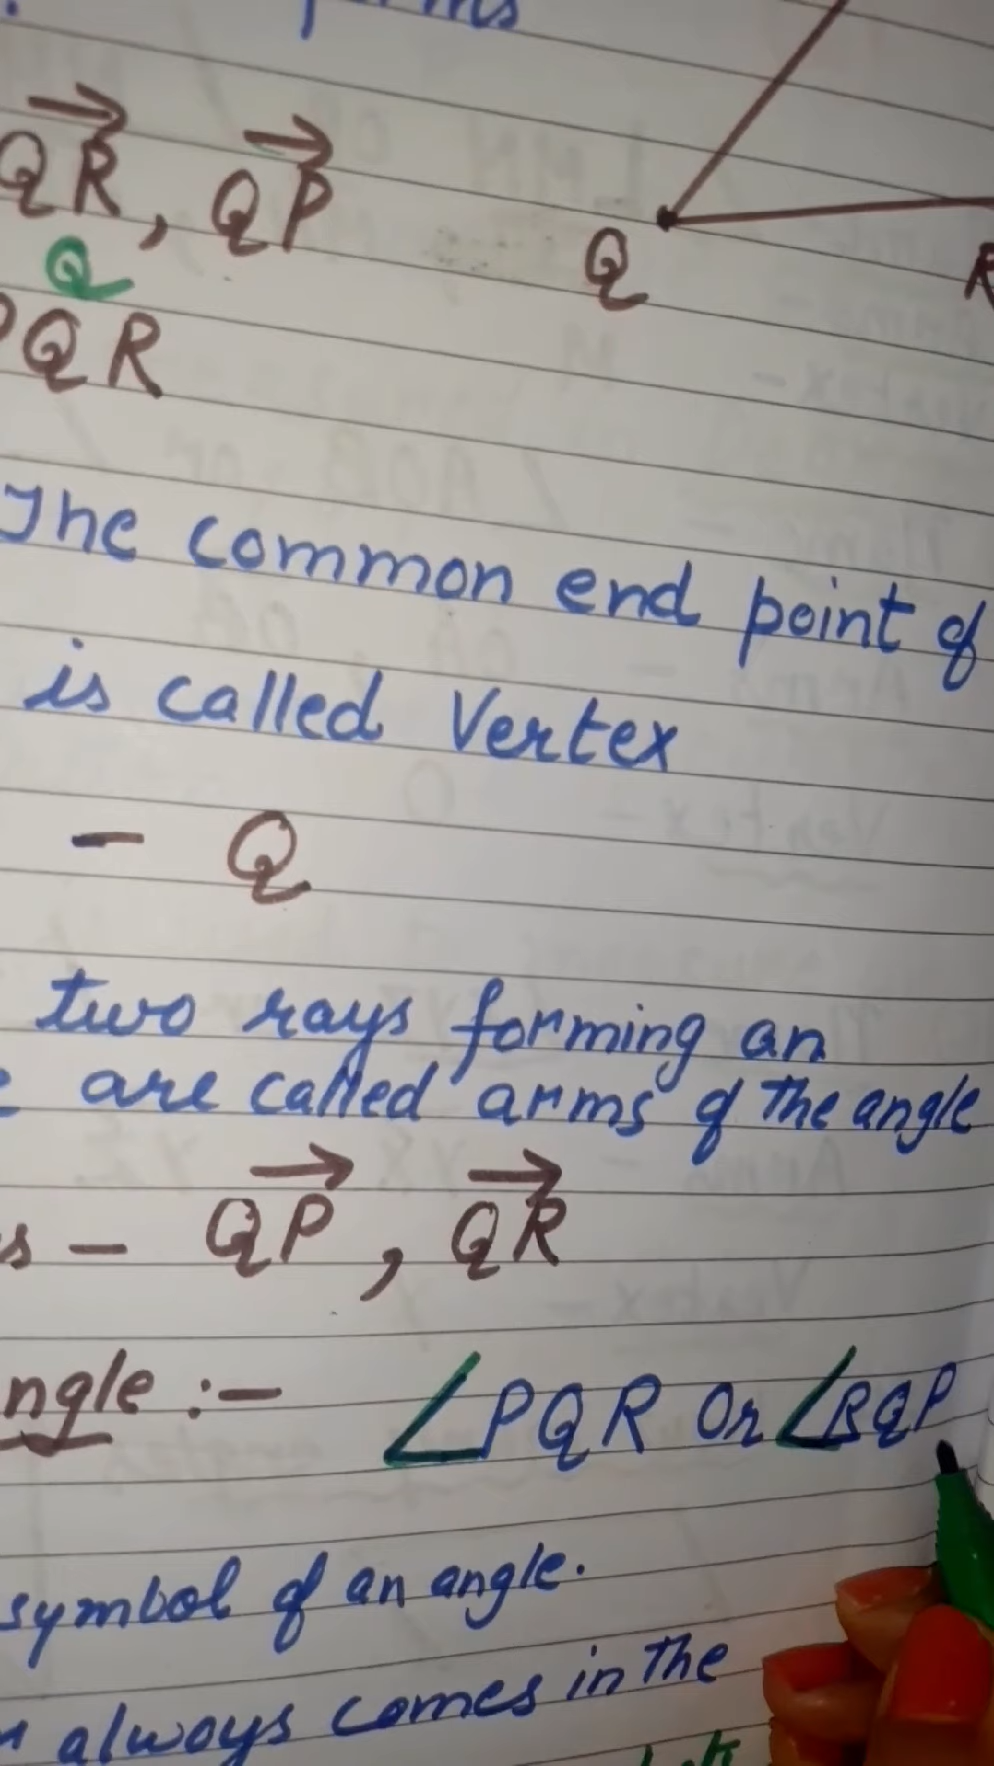 QR, QP
Q
Q
R
PQR
The common end point of
is called Vertex
- Q
two rays forming an
are called arms of the angle
s - QP, QR
ngle :- ∠PQR Or ∠RQP
symbol of an angle.
always comes in the